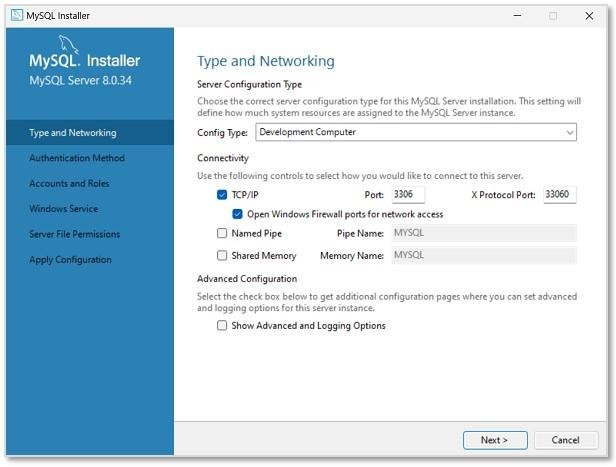 MySQL Installer
MySQL. Installer
MySQL Server 8.0.34
Type and Networking
Authentication Method
Accounts and Roles
Windows Service
Server File Permissions
Apply Configuration
Type and Networking
Server Configuration Type
Choose the correct server configuration type for this MySQL Server installation. This setting will
define how much system resources are assigned to the MySQL Server instance.
Config Type: Development Computer
Connectivity
Use the following controls to select how you would like to connect to this server.
TCP/IP Port: 3306 X Protocol Port: 33060
Open Windows Firewall ports for network access
Named Pipe Pipe Name: MYSQL
Shared Memory Memory Name: MYSQL
Advanced Configuration
Select the check box below to get additional configuration pages where you can set advanced
and logging options for this server instance.
Show Advanced and Logging Options
Next > Cancel